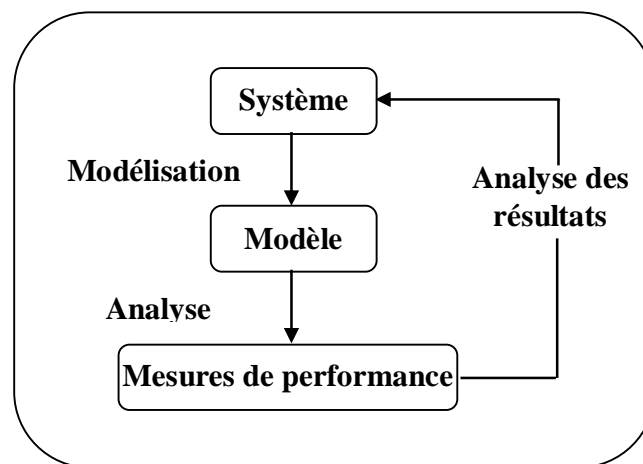 Système
Modélisation
Analyse des
résultats
Modèle
Analyse
Mesures de performance